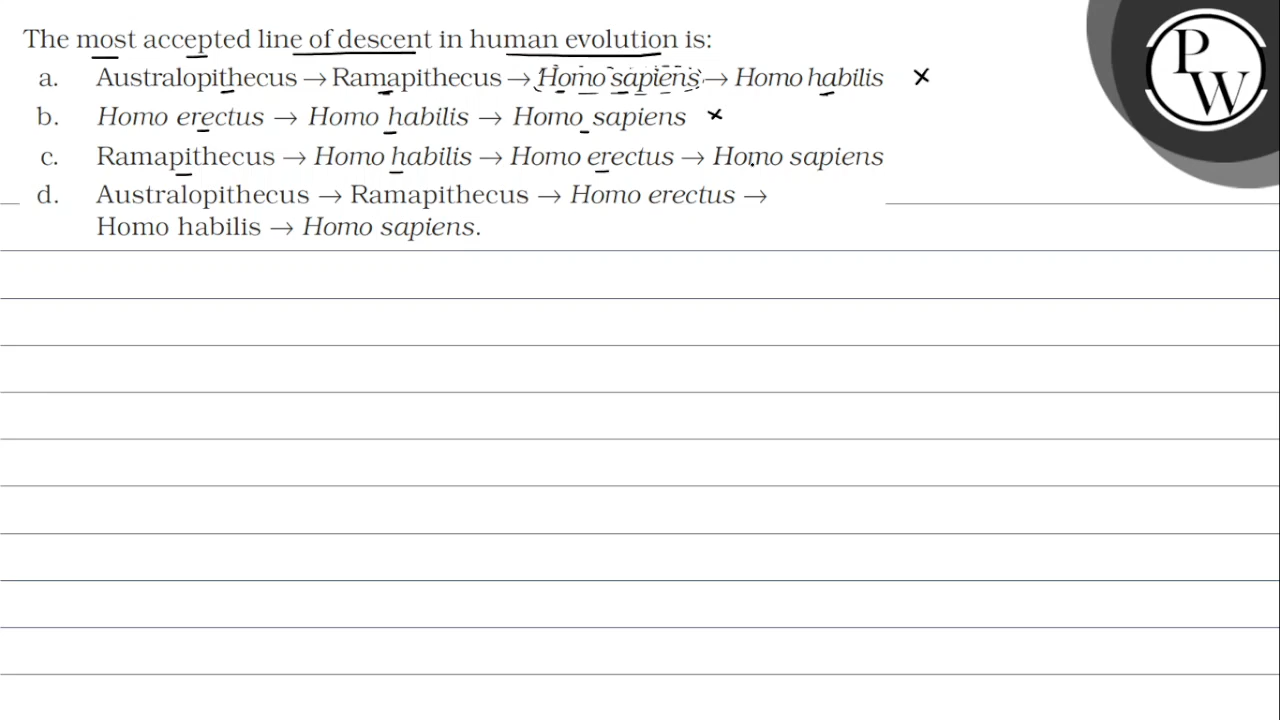 The most accepted line of descent in human evolution is:
a. Australopithecus → Ramapithecus → Homo sapiens → Homo habilis ×
b. Homo erectus → Homo habilis → Homo sapiens ×
c. Ramapithecus → Homo habilis → Homo erectus → Homo sapiens
d. Australopithecus → Ramapithecus → Homo erectus →
Homo habilis → Homo sapiens.
P
W